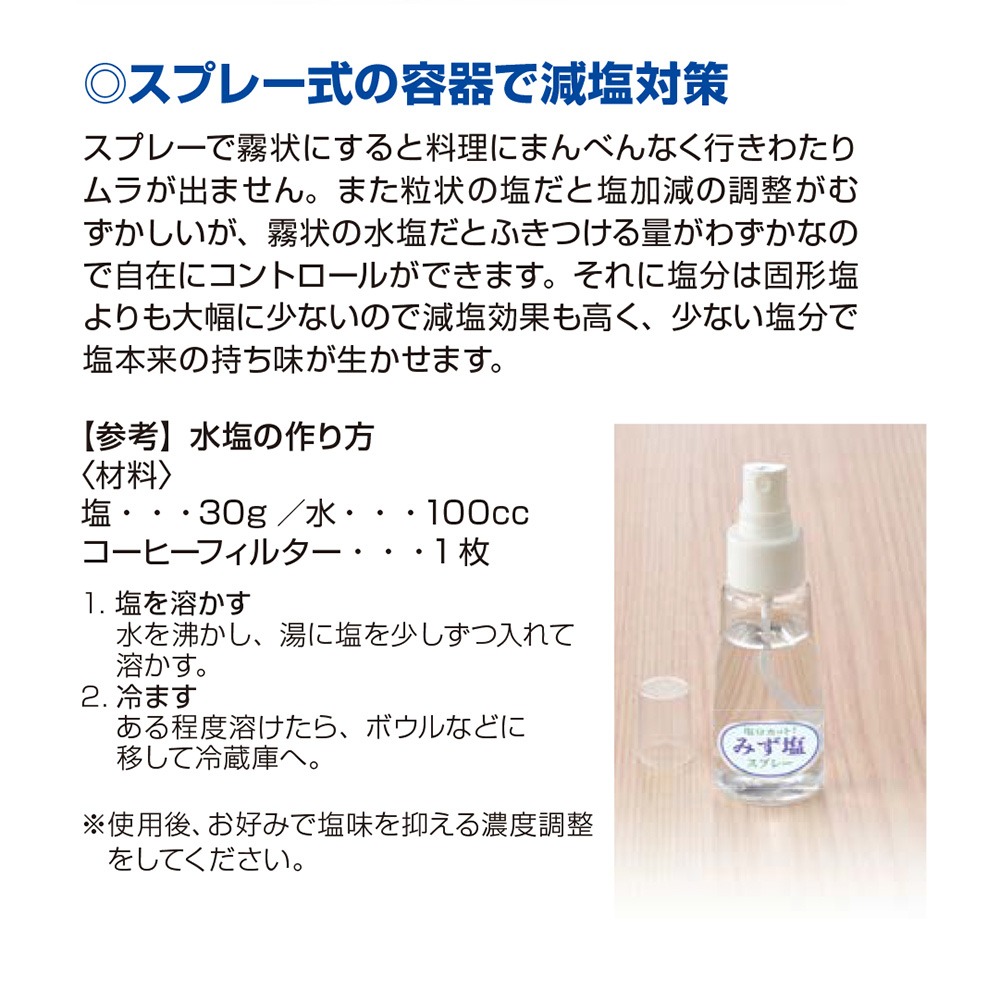 ◎スプレー式の容器で減塩対策
スプレーで霧状にすると料理にまんべんなく行きわたり
ムラが出ません。また粒状の塩だと塩加減の調整がむ
ずかしいが、霧状の水塩だとふきつける量がわずかなの
で自在にコントロールができます。それに塩分は固形塩
よりも大幅に少ないので減塩効果も高く、少ない塩分で
塩本来の持ち味が生かせます。
【参考】水塩の作り方
〈材料〉
塩・・・30g／水・・・100cc
コーヒーフィルター・・・1枚
1. 塩を溶かす
水を沸かし、湯に塩を少しずつ入れて
溶かす。
2. 冷ます
ある程度溶けたら、ボウルなどに
移して冷蔵庫へ。
※使用後、お好みで塩味を抑える濃度調整
をしてください。
塩分カット!
みず塩
スプレー